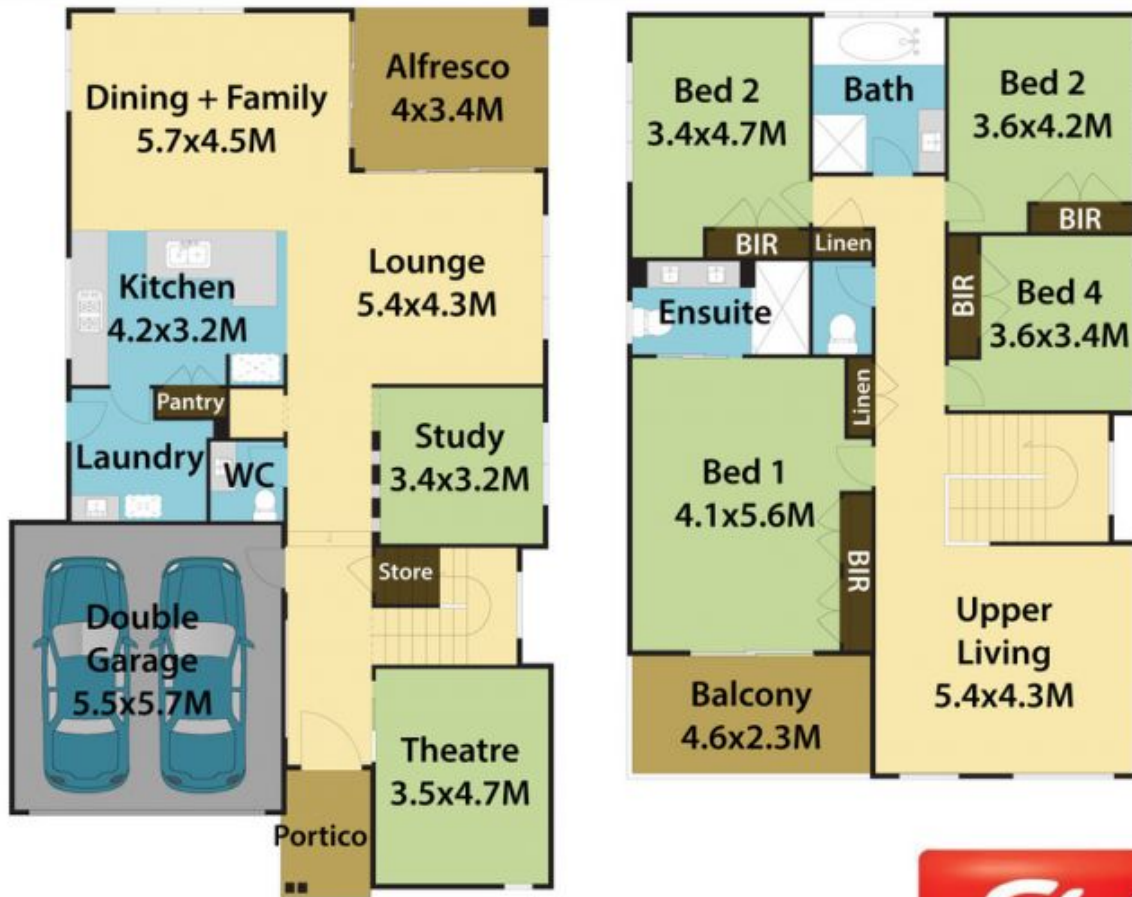 Dining + Family
5.7x4.5M
Alfresco
4x3.4M
Kitchen
4.2x3.2M
Lounge
5.4x4.3M
Pantry
Laundry
WC
Study
3.4x3.2M
Store
Double
Garage
5.5x5.7M
Theatre
3.5x4.7M
Portico
Bed 2
3.4x4.7M
Bath
Bed 2
3.6x4.2M
BIR
Linen
BIR
Ensuite
BIR
Bed 4
3.6x3.4M
Linen
Bed 1
4.1x5.6M
BIR
Upper
Living
5.4x4.3M
Balcony
4.6x2.3M